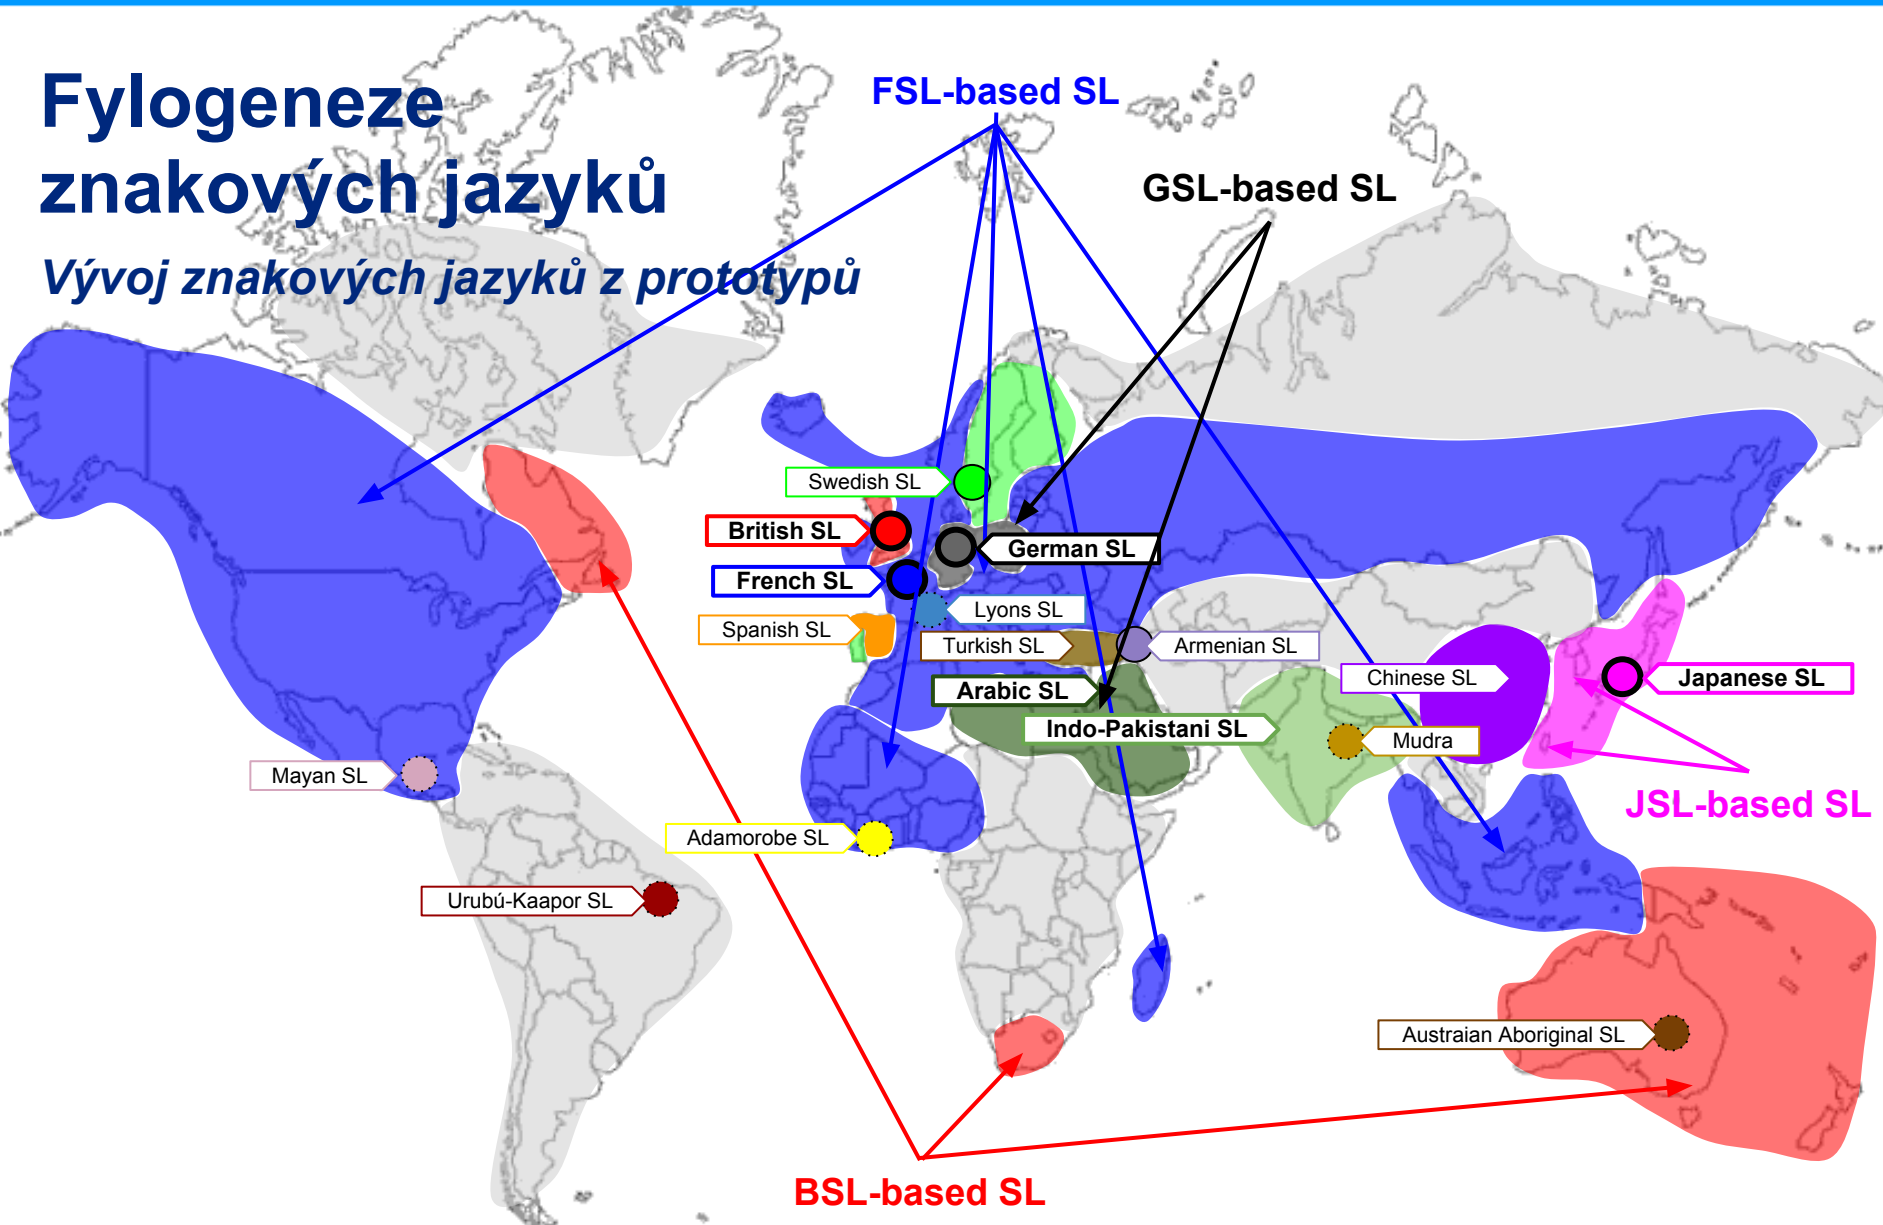 Fylogeneze
znakových jazyků
Vývoj znakových jazyků z prototypů
FSL-based SL
GSL-based SL
Swedish SL
British SL
German SL
French SL
Lyons SL
Spanish SL
Turkish SL
Armenian SL
Arabic SL
Chinese SL
Japanese SL
Indo-Pakistani SL
Mudra
Mayan SL
JSL-based SL
Adamorobe SL
Urubú-Kaapor SL
Austraian Aboriginal SL
BSL-based SL